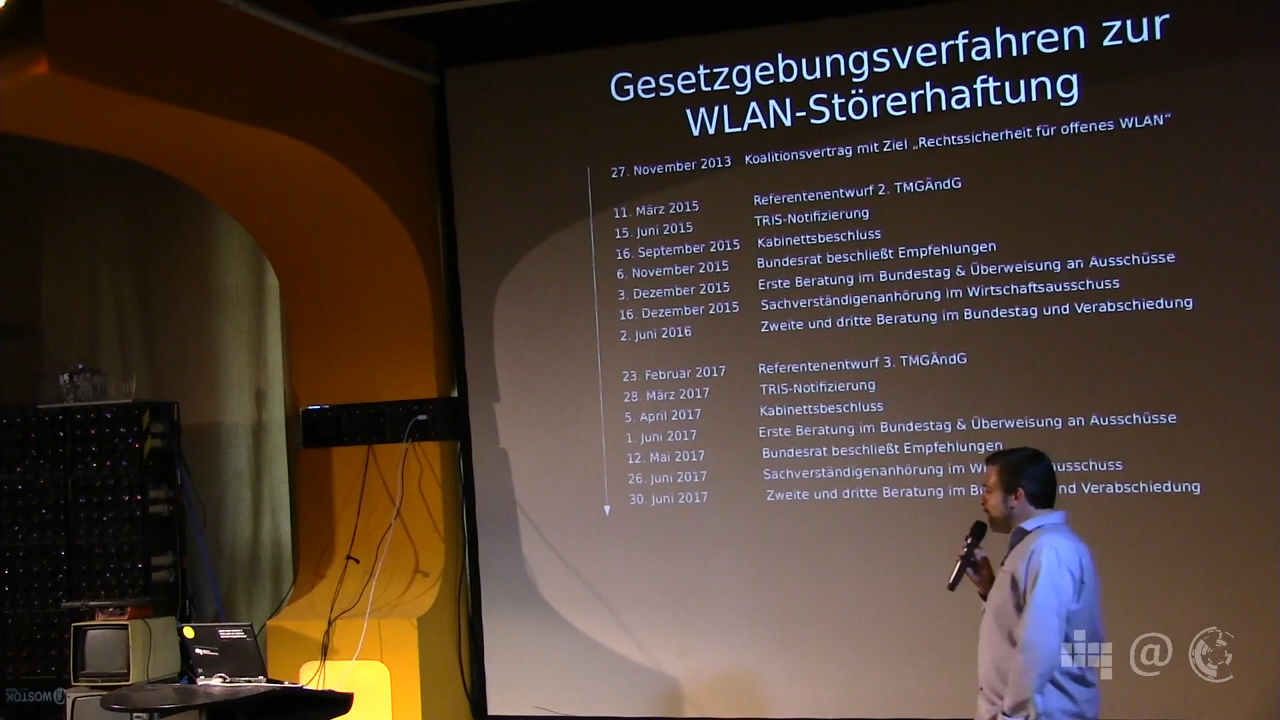 Gesetzgebungsverfahren zur
WLAN-Störerhaftung
27. November 2013 Koalitionsvertrag mit Ziel „Rechtssicherheit für offenes WLAN“
11. März 2015 Referentenentwurf 2. TMGÄndG
15. Juni 2015 TRIS-Notifizierung
16. September 2015 Kabinettsbeschluss
6. November 2015 Bundesrat beschließt Empfehlungen
3. Dezember 2015 Erste Beratung im Bundestag & Überweisung an Ausschüsse
16. Dezember 2015 Sachverständigenanhörung im Wirtschaftsausschuss
2. Juni 2016 Zweite und dritte Beratung im Bundestag und Verabschiedung
23. Februar 2017 Referentenentwurf 3. TMGÄndG
28. März 2017 TRIS-Notifizierung
5. April 2017 Kabinettsbeschluss
1. Juni 2017 Erste Beratung im Bundestag & Überweisung an Ausschüsse
12. Mai 2017 Bundesrat beschließt Empfehlungen
26. Juni 2017 Sachverständigenanhörung im
30. Juni 2017 Zweite und dritte Beratung im und Verabschiedung
WOSTOK
@